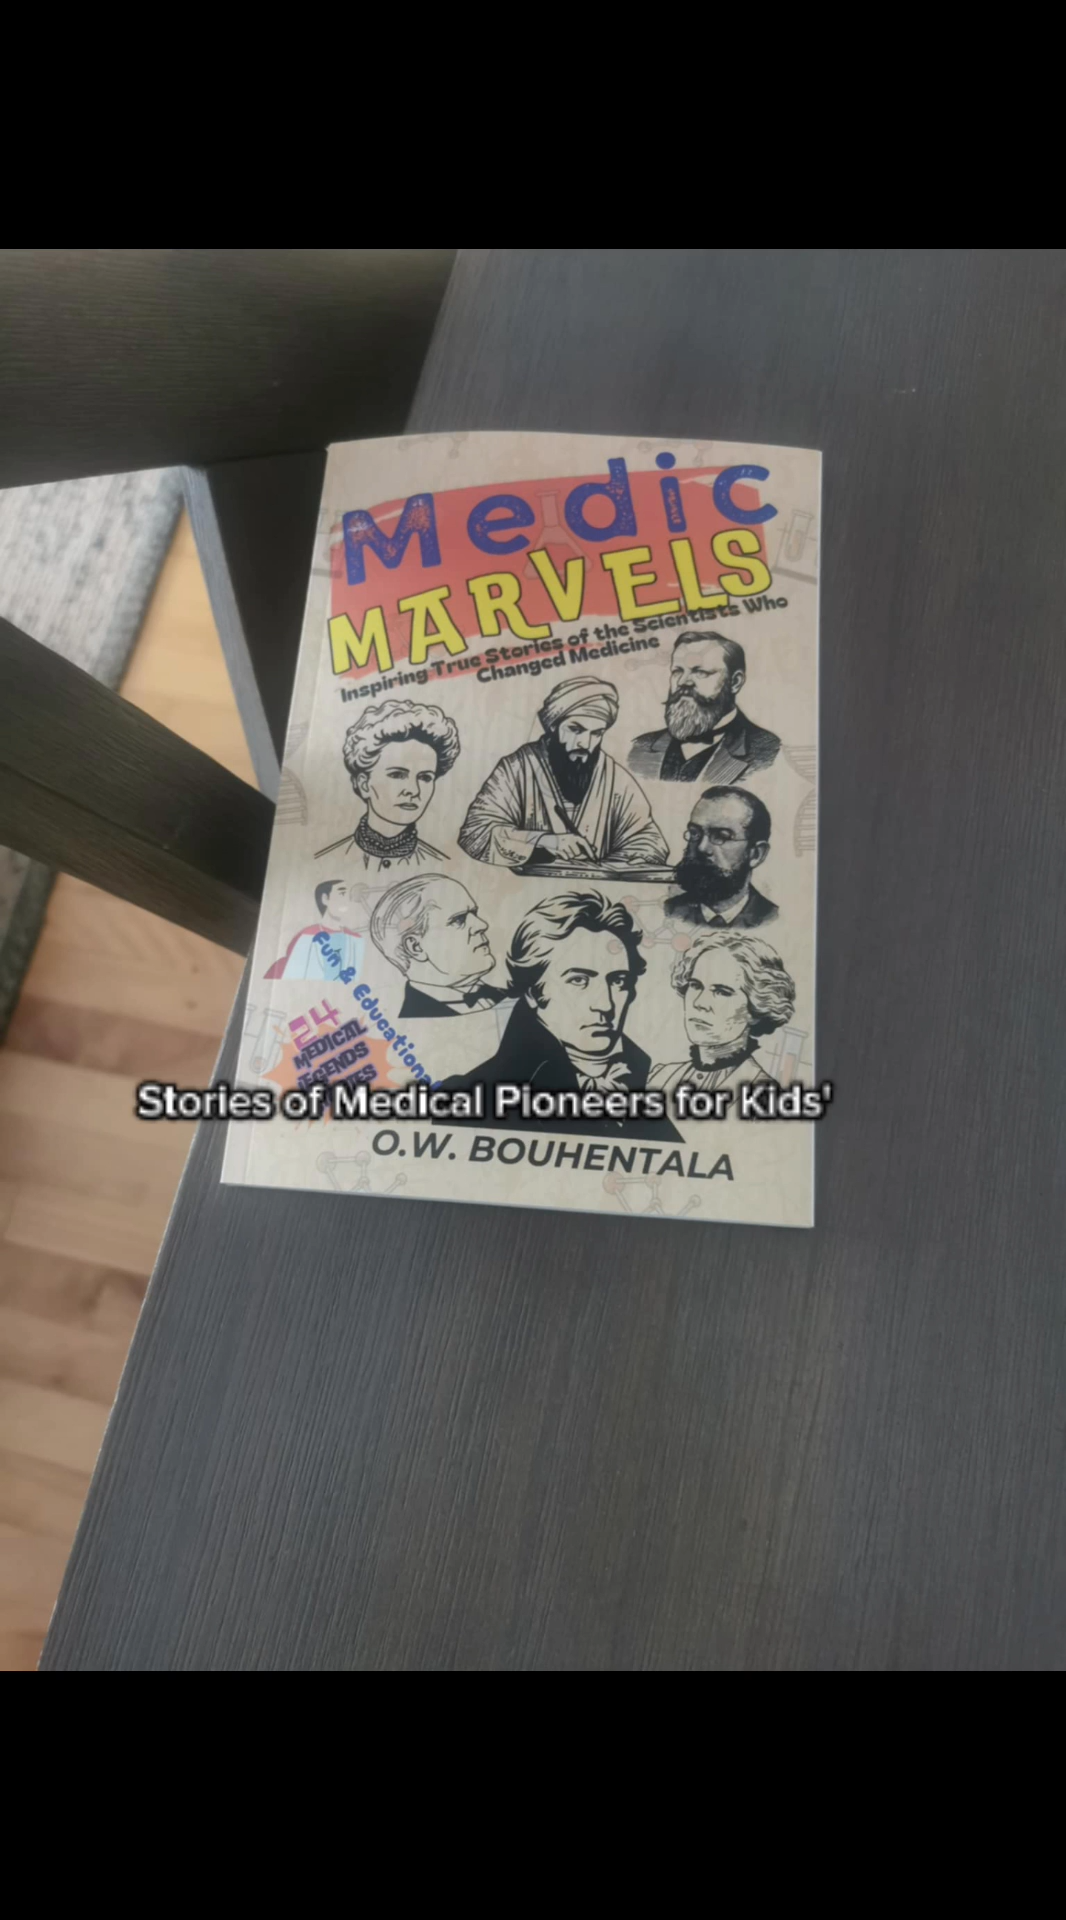 Medic
MARVELS
Inspiring True Stories of the Scientists Who
Changed Medicine
Fun & Educational
24
MEDICAL
LEGENDS
Stories of Medical Pioneers for Kids'
O.W. BOUHENTALA